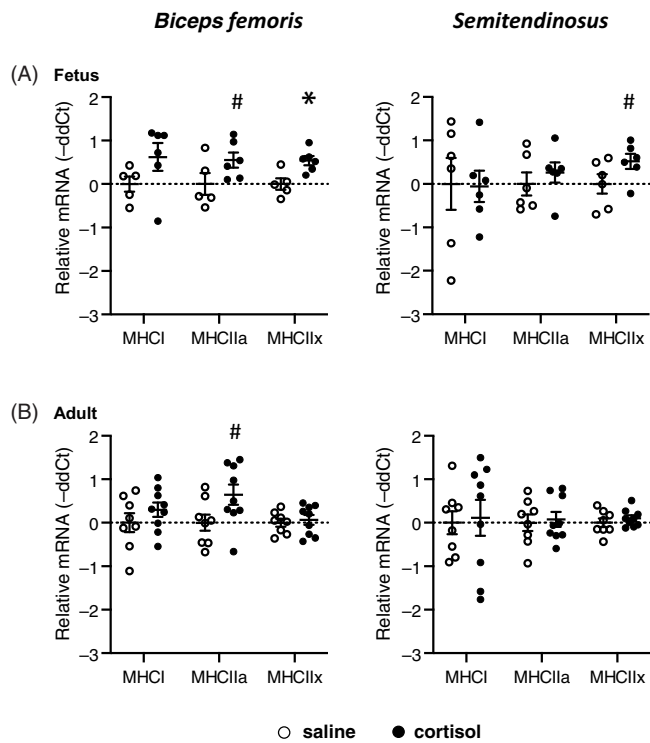 Biceps femoris Semitendinosus
(A) Fetus
# * #
2 2
1 1
0 0
−1 −1
−2 −2
−3 −3
Relative mRNA (−ddCt) Relative mRNA (−ddCt)
MHCI MHCIIa MHCIIx MHCI MHCIIa MHCIIx
(B) Adult
#
2 2
1 1
0 0
−1 −1
−2 −2
−3 −3
Relative mRNA (−ddCt) Relative mRNA (−ddCt)
MHCI MHCIIa MHCIIx MHCI MHCIIa MHCIIx
saline cortisol